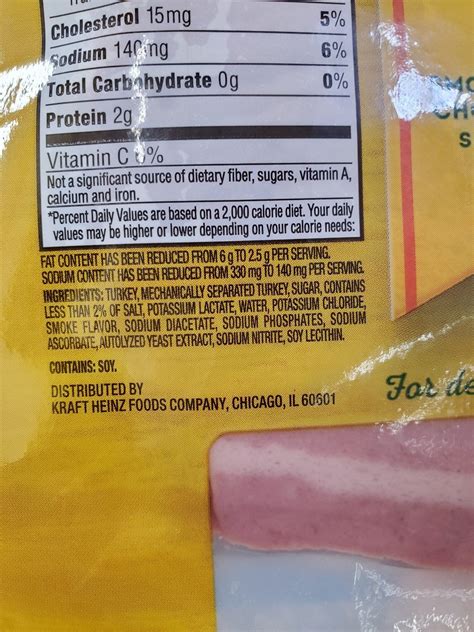 Cholesterol 15mg 5%
Sodium 140mg 6%
Total Carbohydrate 0g 0%
Protein 2g
Vitamin C 0%
Not a significant source of dietary fiber, sugars, vitamin A,
calcium and iron.
*Percent Daily Values are based on a 2,000 calorie diet. Your daily
values may be higher or lower depending on your calorie needs:
FAT CONTENT HAS BEEN REDUCED FROM 6 g TO 2.5 g PER SERVING.
SODIUM CONTENT HAS BEEN REDUCED FROM 330 mg TO 140 mg PER SERVING.
INGREDIENTS: TURKEY, MECHANICALLY SEPARATED TURKEY, SUGAR, CONTAINS
LESS THAN 2% OF SALT, POTASSIUM LACTATE, WATER, POTASSIUM CHLORIDE,
SMOKE FLAVOR, SODIUM DIACETATE, SODIUM PHOSPHATES, SODIUM
ASCORBATE, AUTOLYZED YEAST EXTRACT, SODIUM NITRITE, SOY LECITHIN.
CONTAINS: SOY.
DISTRIBUTED BY
KRAFT HEINZ FOODS COMPANY, CHICAGO, IL 60601
For